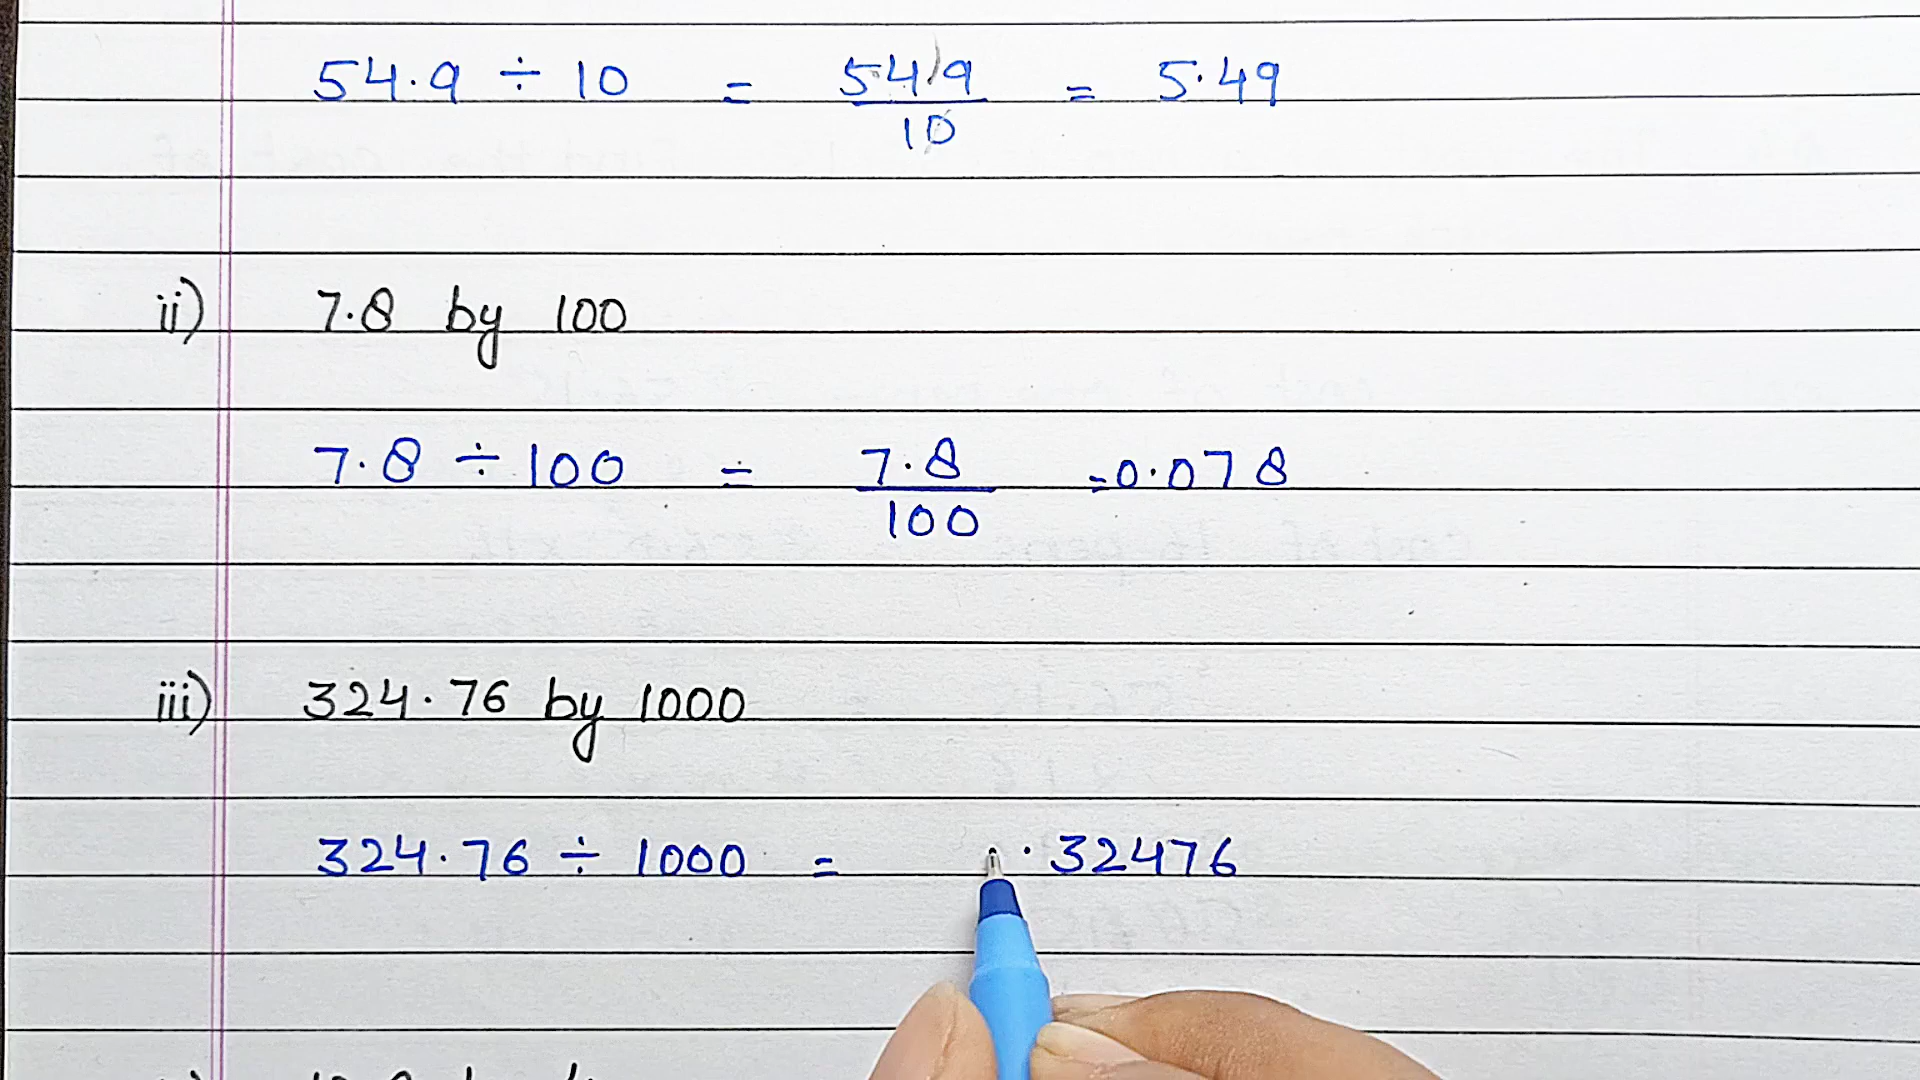 54.9 ÷ 10 = 54.9/10 = 5.49
ii) 7.8 by 100
7.8 ÷ 100 = 7.8/100 = 0.078
iii) 324.76 by 1000
324.76 ÷ 1000 = .32476